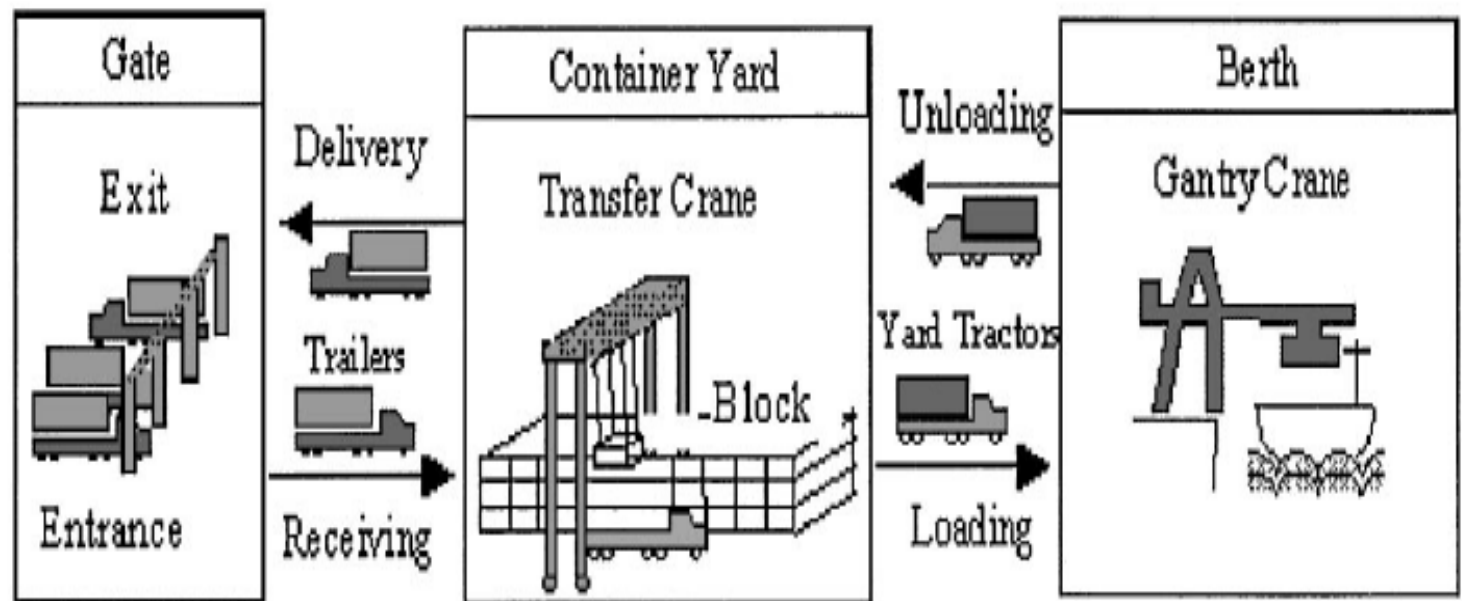 Gate
Exit
Entrance
Delivery
Trailers
Receiving
Container Yard
Transfer Crane
Block
Unloading
Yard Tractors
Loading
Berth
Gantry Crane